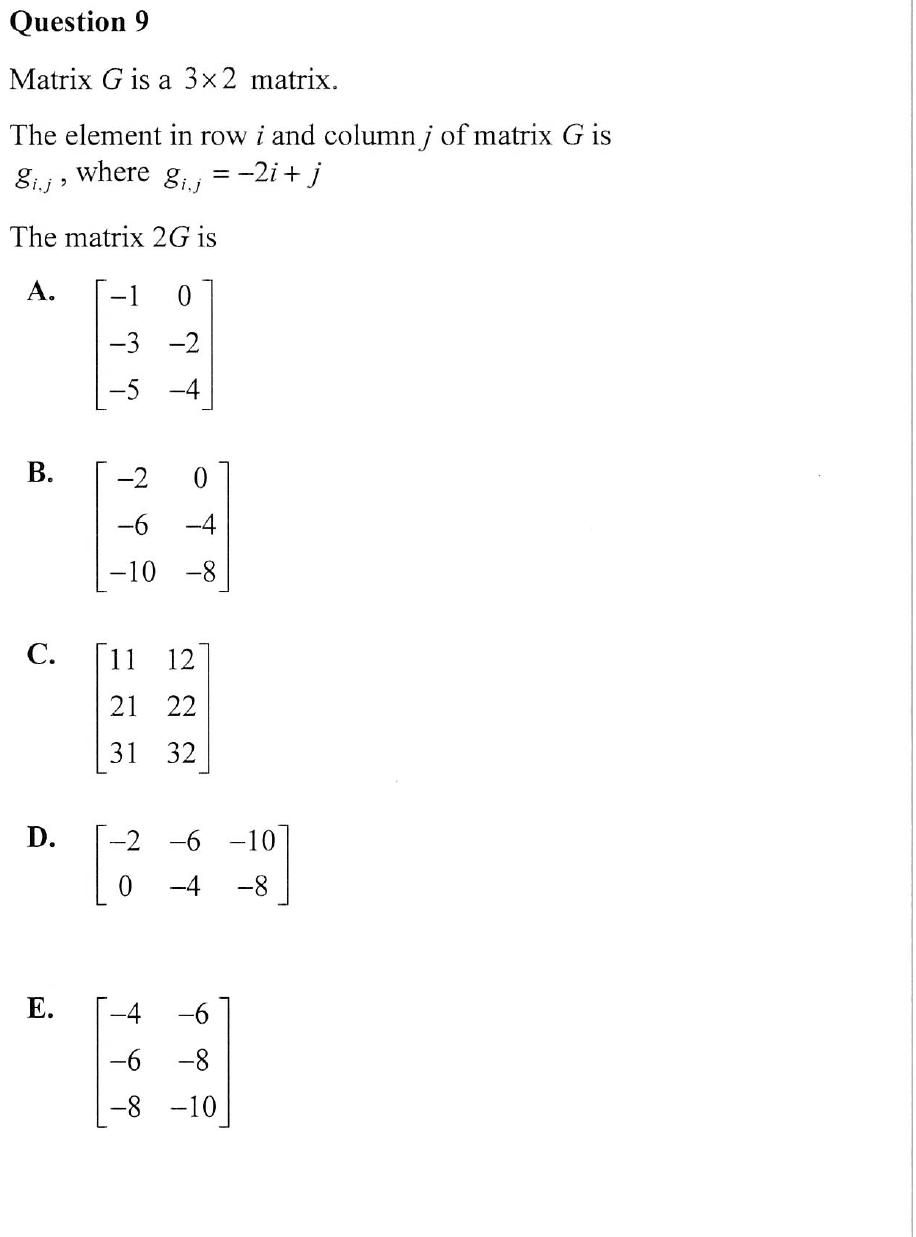 Question 9
Matrix G is a 3×2 matrix.
The element in row i and column j of matrix G is
g_{i,j}, where g_{i,j} = −2i + j
The matrix 2G is
A. [−1 0
−3 −2
−5 −4]
B. [−2 0
−6 −4
−10 −8]
C. [11 12
21 22
31 32]
D. [−2 −6 −10
0 −4 −8]
E. [−4 −6
−6 −8
−8 −10]